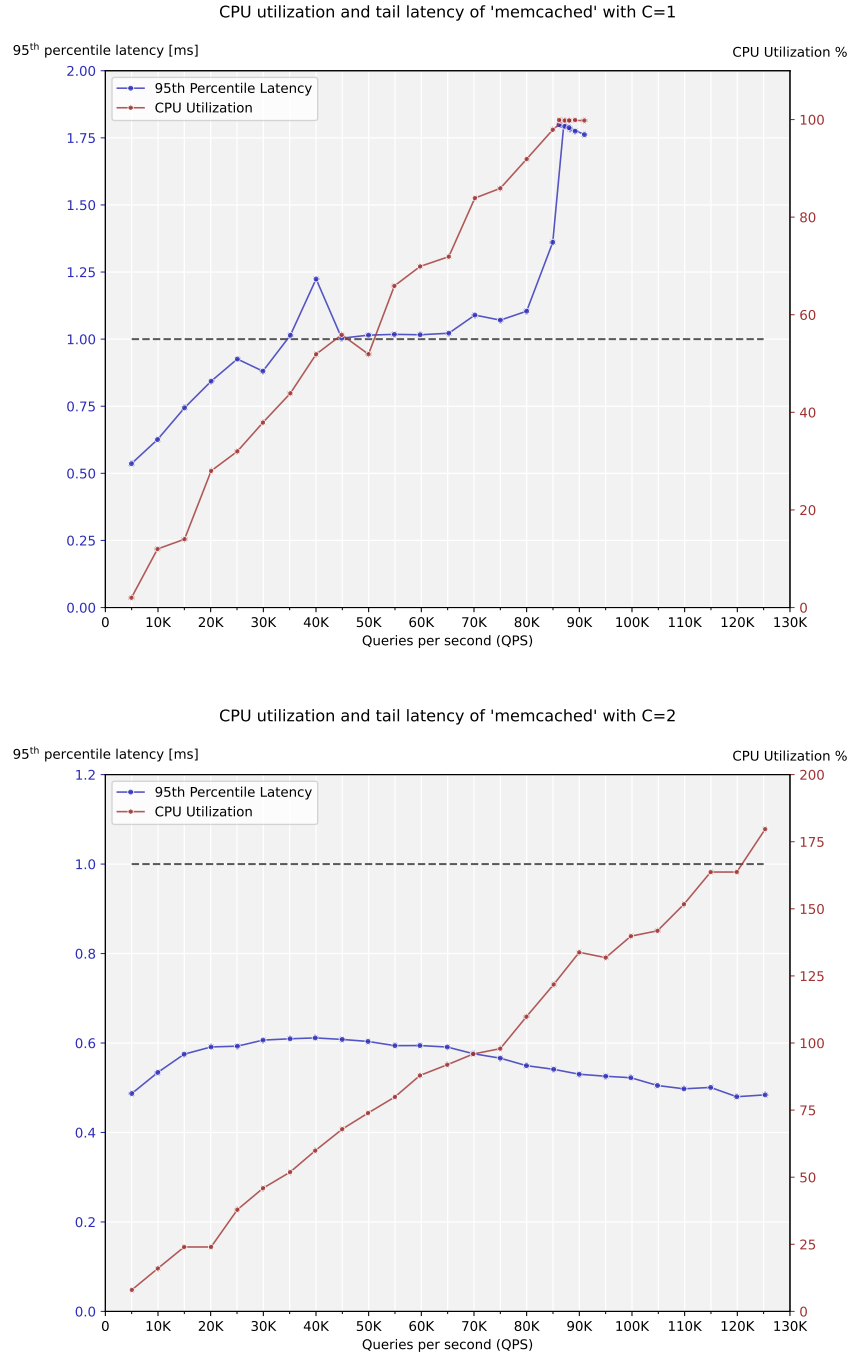 CPU utilization and tail latency of 'memcached' with C=1
95th percentile latency [ms]
CPU Utilization %
95th Percentile Latency
CPU Utilization
2.00
1.75
1.50
1.25
1.00
0.75
0.50
0.25
0.00
100
80
60
40
20
0
0 10K 20K 30K 40K 50K 60K 70K 80K 90K 100K 110K 120K 130K
Queries per second (QPS)
CPU utilization and tail latency of 'memcached' with C=2
95th percentile latency [ms]
CPU Utilization %
95th Percentile Latency
CPU Utilization
1.2
1.0
0.8
0.6
0.4
0.2
0.0
200
175
150
125
100
75
50
25
0
0 10K 20K 30K 40K 50K 60K 70K 80K 90K 100K 110K 120K 130K
Queries per second (QPS)